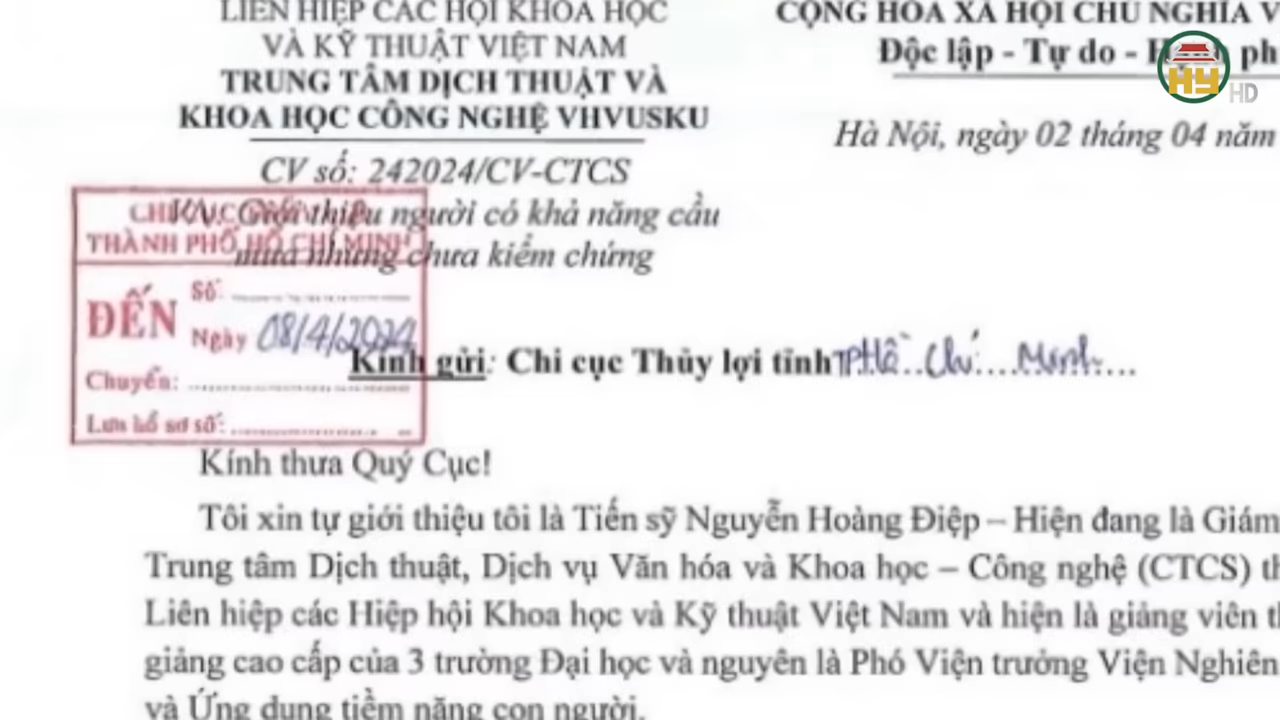 LIÊN HIỆP CÁC HỘI KHOA HỌC
VÀ KỸ THUẬT VIỆT NAM
TRUNG TÂM DỊCH THUẬT VÀ
KHOA HỌC CÔNG NGHỆ VHVUSKU
CỘNG HÒA XÃ HỘI CHỦ NGHĨA V
Độc lập - Tự do - Hạnh ph
HY HD
Hà Nội, ngày 02 tháng 04 năm
CV số: 242024/CV-CTCS
V/v: Giới thiệu người có khả năng cầu
mưa nhưng chưa kiểm chứng
CHI CỤC
THÀNH PHỐ HỒ CHÍ MINH
ĐẾN
Số:
Ngày 08/4/2024
Chuyển:
Lưu hồ sơ số:
Kính gửi: Chi cục Thủy lợi tỉnh TP.Hồ Chí Minh
Kính thưa Quý Cục!
Tôi xin tự giới thiệu tôi là Tiến sỹ Nguyễn Hoàng Điệp – Hiện đang là Giám
Trung tâm Dịch thuật, Dịch vụ Văn hóa và Khoa học – Công nghệ (CTCS) th
Liên hiệp các Hiệp hội Khoa học và Kỹ thuật Việt Nam và hiện là giảng viên th
giảng cao cấp của 3 trường Đại học và nguyên là Phó Viện trưởng Viện Nghiên
và Ứng dụng tiềm năng con người.